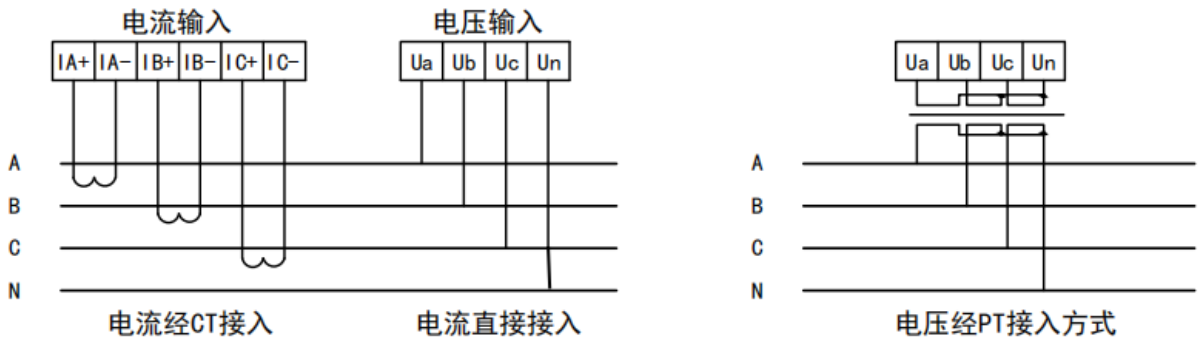 电流输入 电压输入
IA+ IA- IB+ IB- IC+ IC- Ua Ub Uc Un Ua Ub Uc Un
A A
B B
C C
N N
电流经CT接入 电流直接接入 电压经PT接入方式